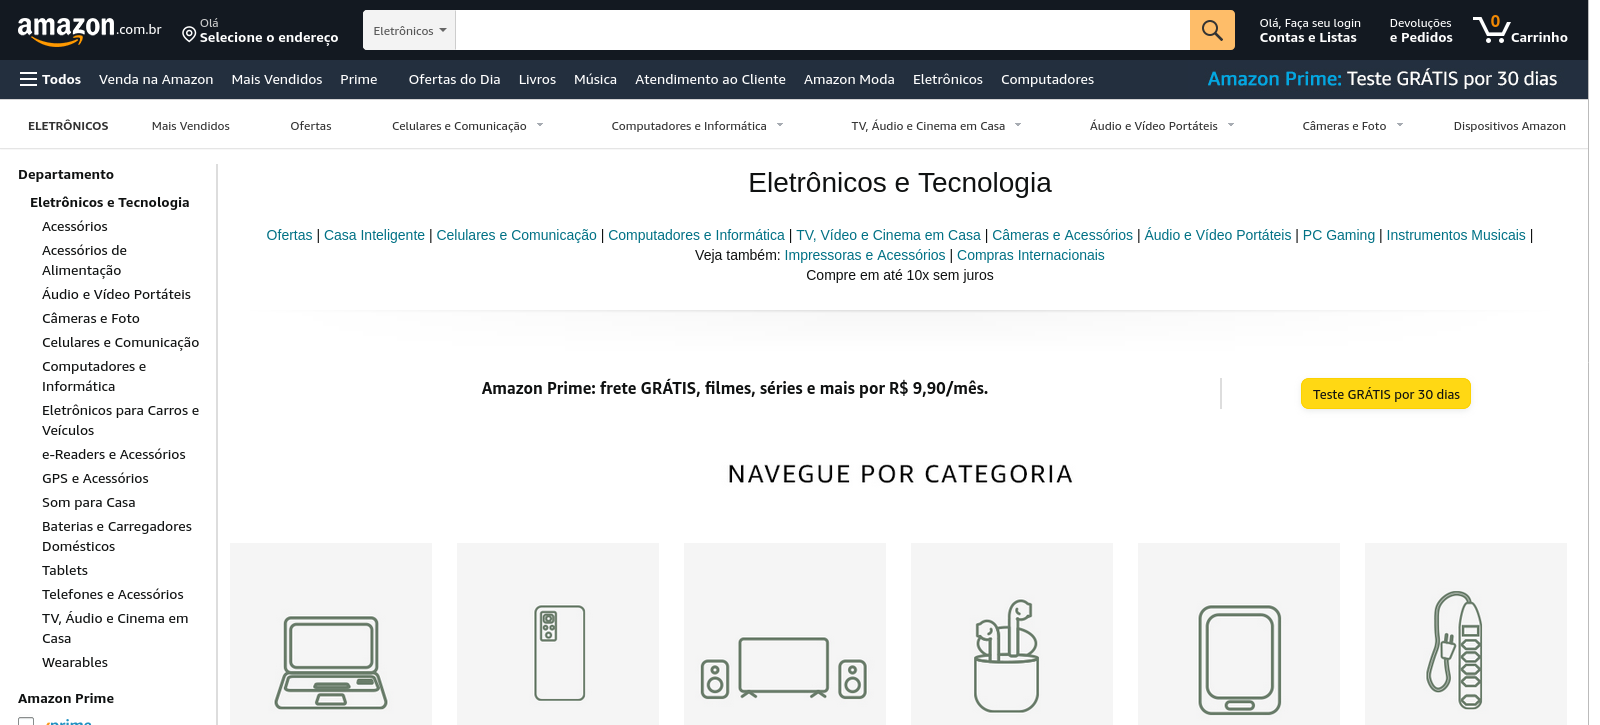 amazon.com.br
Olá
Selecione o endereço
Eletrônicos
Olá, Faça seu login
Contas e Listas
Devoluções
e Pedidos
0
Carrinho
Todos Venda na Amazon Mais Vendidos Prime Ofertas do Dia Livros Música Atendimento ao Cliente Amazon Moda Eletrônicos Computadores
Amazon Prime: Teste GRÁTIS por 30 dias
ELETRÔNICOS Mais Vendidos Ofertas Celulares e Comunicação Computadores e Informática TV, Áudio e Cinema em Casa Áudio e Vídeo Portáteis Câmeras e Foto Dispositivos Amazon
Departamento
Eletrônicos e Tecnologia
Acessórios
Acessórios de
Alimentação
Áudio e Vídeo Portáteis
Câmeras e Foto
Celulares e Comunicação
Computadores e
Informática
Eletrônicos para Carros e
Veículos
e-Readers e Acessórios
GPS e Acessórios
Som para Casa
Baterias e Carregadores
Domésticos
Tablets
Telefones e Acessórios
TV, Áudio e Cinema em
Casa
Wearables
Amazon Prime
prime
Eletrônicos e Tecnologia
Ofertas | Casa Inteligente | Celulares e Comunicação | Computadores e Informática | TV, Vídeo e Cinema em Casa | Câmeras e Acessórios | Áudio e Vídeo Portáteis | PC Gaming | Instrumentos Musicais |
Veja também: Impressoras e Acessórios | Compras Internacionais
Compre em até 10x sem juros
Amazon Prime: frete GRÁTIS, filmes, séries e mais por R$ 9,90/mês.
Teste GRÁTIS por 30 dias
NAVEGUE POR CATEGORIA